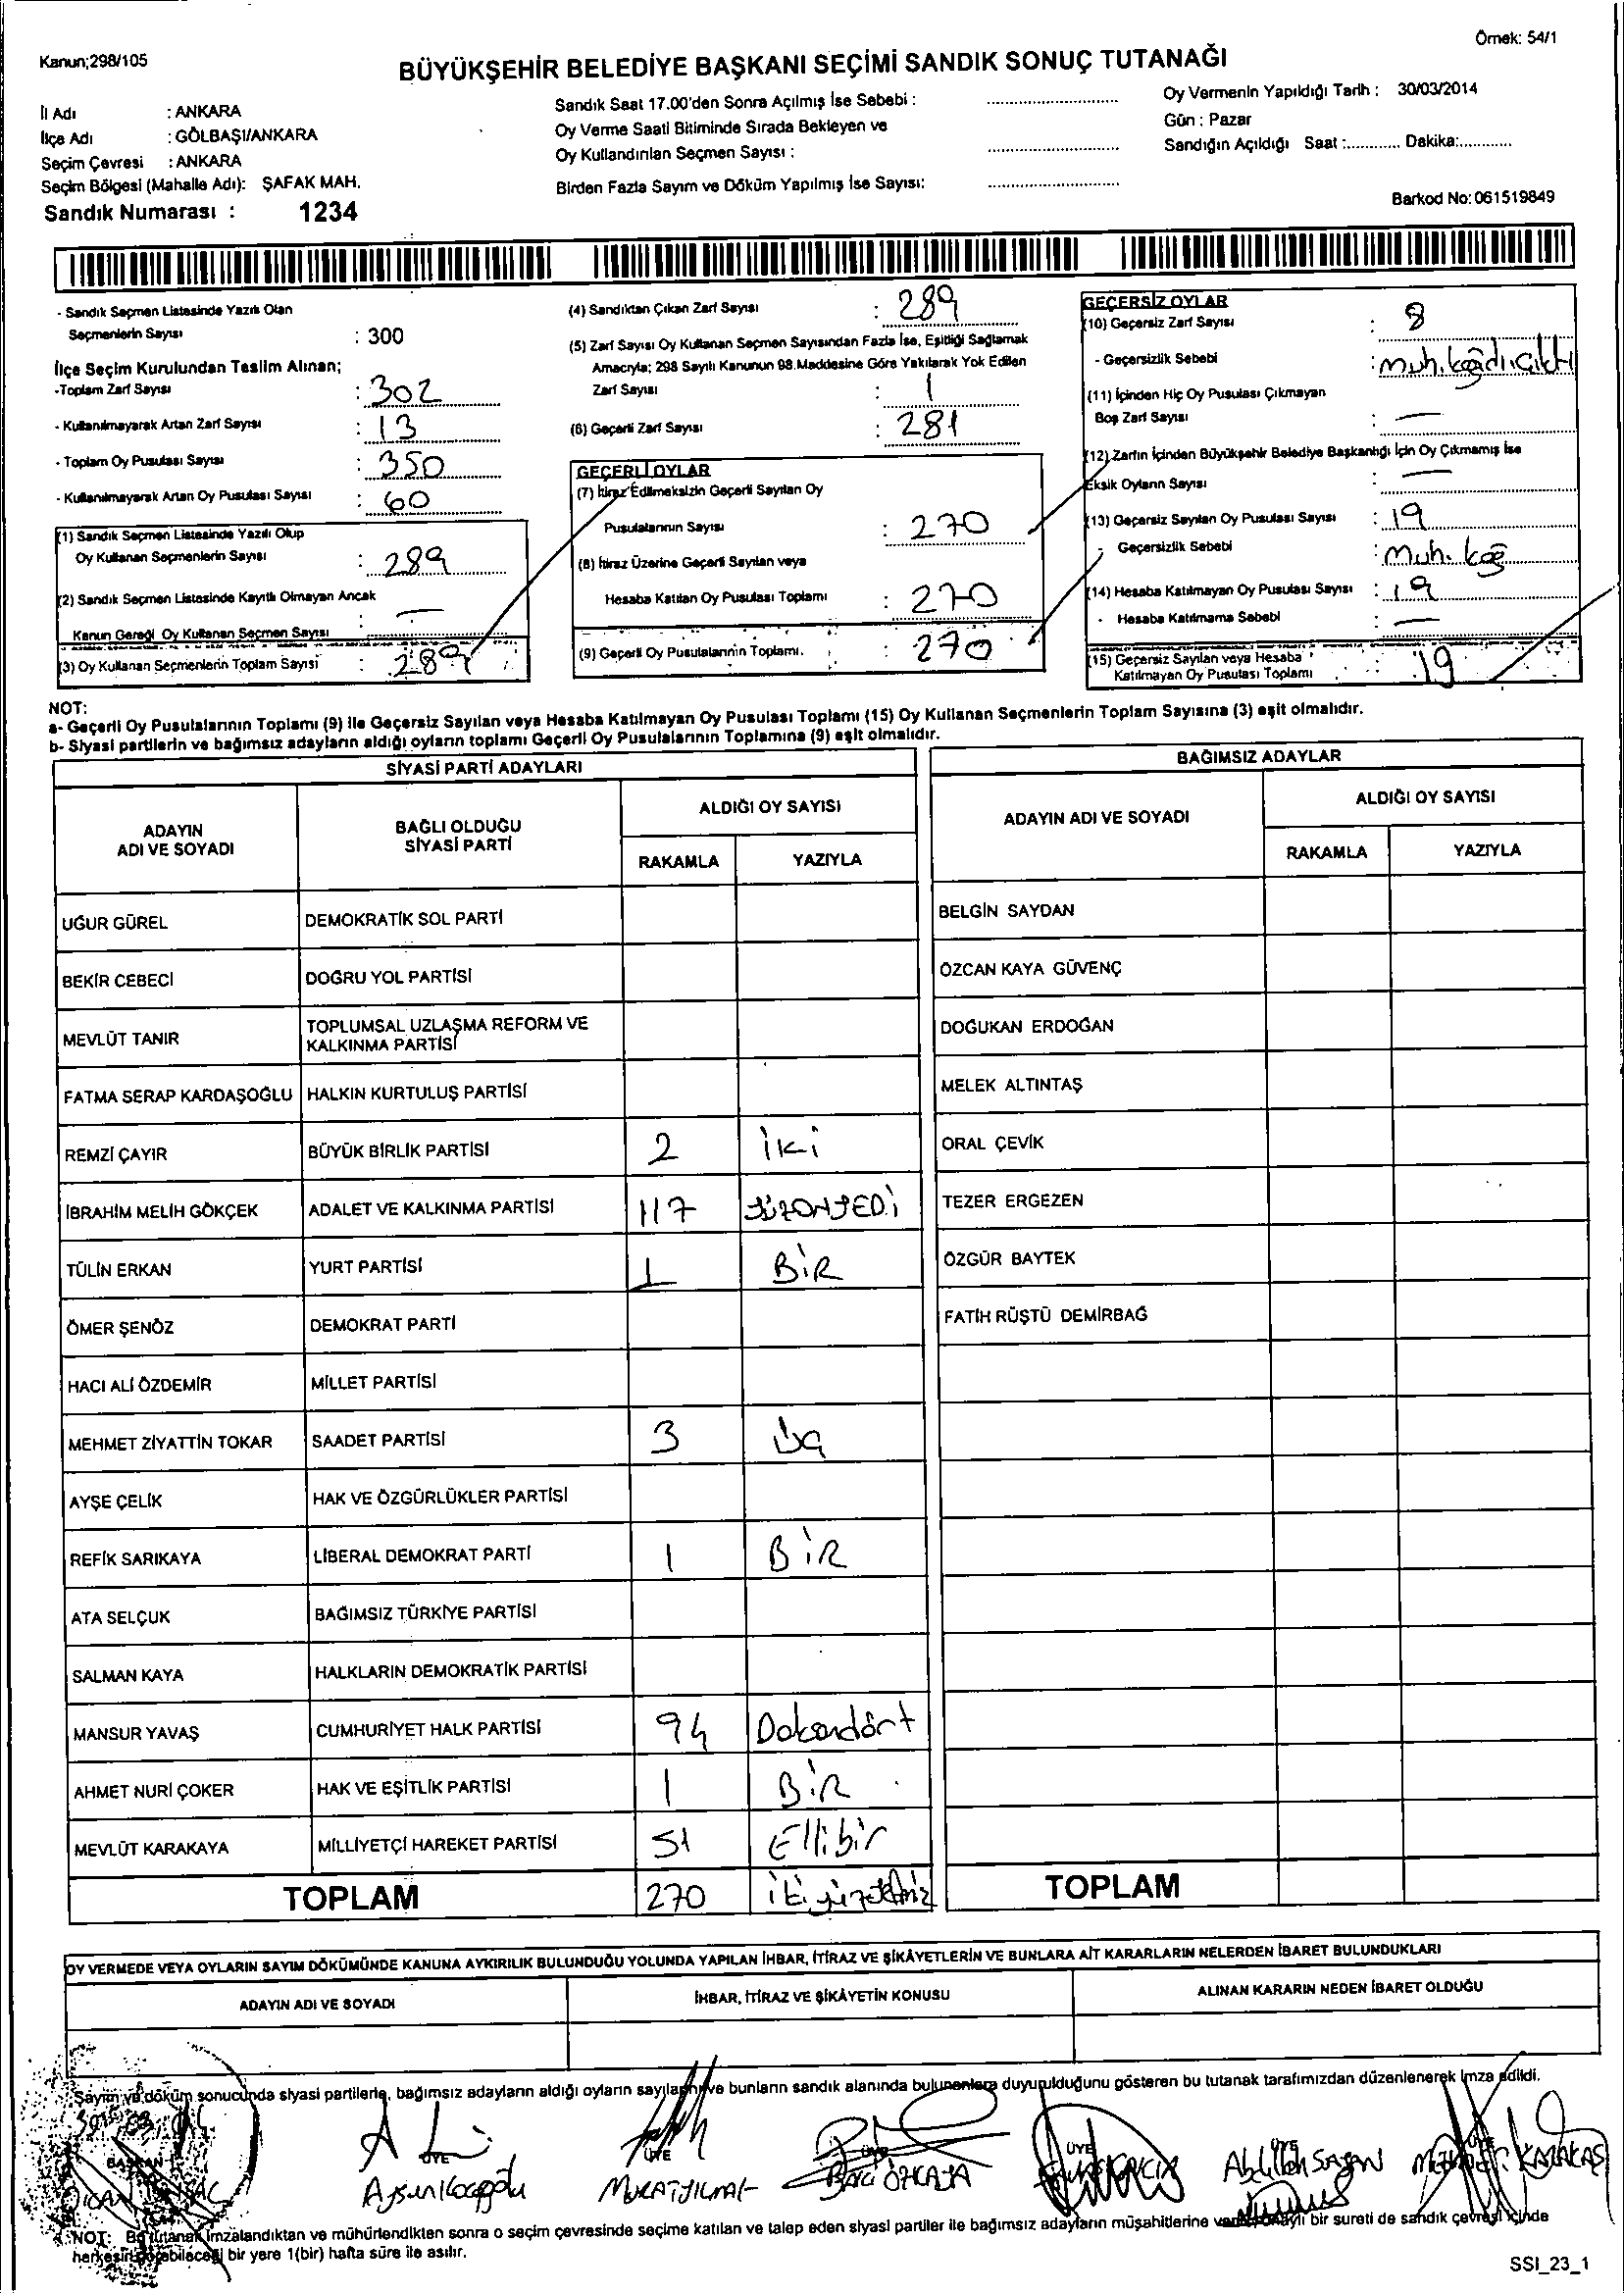 Örnek: 54/1
Kanun;298/105
BÜYÜKŞEHİR BELEDİYE BAŞKANI SEÇİMİ SANDIK SONUÇ TUTANAĞI
İl Adı : ANKARA
İlçe Adı : GÖLBAŞI/ANKARA
Seçim Çevresi : ANKARA
Seçim Bölgesi (Mahalle Adı): ŞAFAK MAH.
Sandık Numarası : 1234
Sandık Saat 17.00'den Sonra Açılmış İse Sebebi :
Oy Verme Saati Bitiminde Sırada Bekleyen ve
Oy Kullandırılan Seçmen Sayısı :
Birden Fazla Sayım ve Döküm Yapılmış İse Sayısı:
Oy Vermenin Yapıldığı Tarih : 30/03/2014
Gün : Pazar
Sandığın Açıldığı Saat :............ Dakika:............
Barkod No: 061519849
- Sandık Seçmen Listesinde Yazılı Olan
Seçmenlerin Sayısı : 300
İlçe Seçim Kurulundan Teslim Alınan;
-Toplam Zarf Sayısı : 302
- Kullanılmayarak Artan Zarf Sayısı : 13
- Toplam Oy Pusulası Sayısı : 350
- Kullanılmayarak Artan Oy Pusulası Sayısı : 60
(1) Sandık Seçmen Listesinde Yazılı Olup
Oy Kullanan Seçmenlerin Sayısı : 289
(2) Sandık Seçmen Listesinde Kayıtlı Olmayan Ancak
Kanun Gereği Oy Kullanan Seçmen Sayısı : —
(3) Oy Kullanan Seçmenlerin Toplam Sayısı : 289
(4) Sandıktan Çıkan Zarf Sayısı : 289
(5) Zarf Sayısı Oy Kullanan Seçmen Sayısından Fazla İse, Eşitliği Sağlamak
Amacıyla; 298 Sayılı Kanunun 98.Maddesine Göre Yakılarak Yok Edilen
Zarf Sayısı : 1
(6) Geçerli Zarf Sayısı : 281
GEÇERLİ OYLAR
(7) İtiraz Edilmeksizin Geçerli Sayılan Oy
Pusulalarının Sayısı : 270
(8) İtiraz Üzerine Geçerli Sayılan veya
Hesaba Katılan Oy Pusulası Toplamı : 270
(9) Geçerli Oy Pusulalarının Toplamı. : 270
GEÇERSİZ OYLAR
(10) Geçersiz Zarf Sayısı : 8
- Geçersizlik Sebebi : muh. kağdı çıktı
(11) İçinden Hiç Oy Pusulası Çıkmayan
Boş Zarf Sayısı : —
(12) Zarfın İçinden Büyükşehir Belediye Başkanlığı İçin Oy Çıkmamış İse
Eksik Oyların Sayısı : —
(13) Geçersiz Sayılan Oy Pusulası Sayısı : 19
- Geçersizlik Sebebi : Muh. kağ
(14) Hesaba Katılmayan Oy Pusulası Sayısı : 19
- Hesaba Katılmama Sebebi : —
(15) Geçersiz Sayılan veya Hesaba
Katılmayan Oy Pusulası Toplamı : 19
NOT:
a- Geçerli Oy Pusulalarının Toplamı (9) ile Geçersiz Sayılan veya Hesaba Katılmayan Oy Pusulası Toplamı (15) Oy Kullanan Seçmenlerin Toplam Sayısına (3) eşit olmalıdır.
b- Siyasi partilerin ve bağımsız adayların aldığı oyların toplamı Geçerli Oy Pusulalarının Toplamına (9) eşit olmalıdır.
SİYASİ PARTİ ADAYLARI
ADAYIN
ADI VE SOYADI
BAĞLI OLDUĞU
SİYASİ PARTİ
ALDIĞI OY SAYISI
RAKAMLA YAZIYLA
UĞUR GÜREL DEMOKRATİK SOL PARTİ
BEKİR CEBECİ DOĞRU YOL PARTİSİ
MEVLÜT TANIR TOPLUMSAL UZLAŞMA REFORM VE
KALKINMA PARTİSİ
FATMA SERAP KARDAŞOĞLU HALKIN KURTULUŞ PARTİSİ
REMZİ ÇAYIR BÜYÜK BİRLİK PARTİSİ 2 iki
İBRAHİM MELİH GÖKÇEK ADALET VE KALKINMA PARTİSİ 117 YÜZONYEDİ
TÜLİN ERKAN YURT PARTİSİ 1 BİR
ÖMER ŞENÖZ DEMOKRAT PARTİ
HACI ALİ ÖZDEMİR MİLLET PARTİSİ
MEHMET ZİYATTİN TOKAR SAADET PARTİSİ 3 üç
AYŞE ÇELİK HAK VE ÖZGÜRLÜKLER PARTİSİ
REFİK SARIKAYA LİBERAL DEMOKRAT PARTİ 1 BİR
ATA SELÇUK BAĞIMSIZ TÜRKİYE PARTİSİ
SALMAN KAYA HALKLARIN DEMOKRATİK PARTİSİ
MANSUR YAVAŞ CUMHURİYET HALK PARTİSİ 94 Doksandört
AHMET NURİ ÇOKER HAK VE EŞİTLİK PARTİSİ 1 BİR
MEVLÜT KARAKAYA MİLLİYETÇİ HAREKET PARTİSİ 51 Ellibir
TOPLAM 270
BAĞIMSIZ ADAYLAR
ADAYIN ADI VE SOYADI
ALDIĞI OY SAYISI
RAKAMLA YAZIYLA
BELGİN SAYDAN
ÖZCAN KAYA GÜVENÇ
DOĞUKAN ERDOĞAN
MELEK ALTINTAŞ
ORAL ÇEVİK
TEZER ERGEZEN
ÖZGÜR BAYTEK
FATİH RÜŞTÜ DEMİRBAĞ
TOPLAM
OY VERMEDE VEYA OYLARIN SAYIM DÖKÜMÜNDE KANUNA AYKIRILIK BULUNDUĞU YOLUNDA YAPILAN İHBAR, İTİRAZ VE ŞİKÂYETLERİN VE BUNLARA AİT KARARLARIN NELERDEN İBARET BULUNDUKLARI
ADAYIN ADI VE SOYADI İHBAR, İTİRAZ VE ŞİKÂYETİN KONUSU ALINAN KARARIN NEDEN İBARET OLDUĞU
Sayım ve döküm sonucunda siyasi partilerle, bağımsız adayların aldığı oyların sayılarını ve bunların sandık alanında bulunanlara duyurulduğunu gösteren bu tutanak tarafımızdan düzenlenerek imza edildi.
BAŞKAN ÜYE ÜYE ÜYE ÜYE ÜYE
Aysun MURAT YILMAZ ÖZKAYA KARAKAŞ
NOT: Bu tutanak imzalandıktan ve mühürlendikten sonra o seçim çevresinde seçime katılan ve talep eden siyasi partiler ile bağımsız adayların müşahitlerine onaylı bir sureti de sandık çevresi içinde
herkesin görebileceği bir yere 1(bir) hafta süre ile asılır.
SSI_23_1